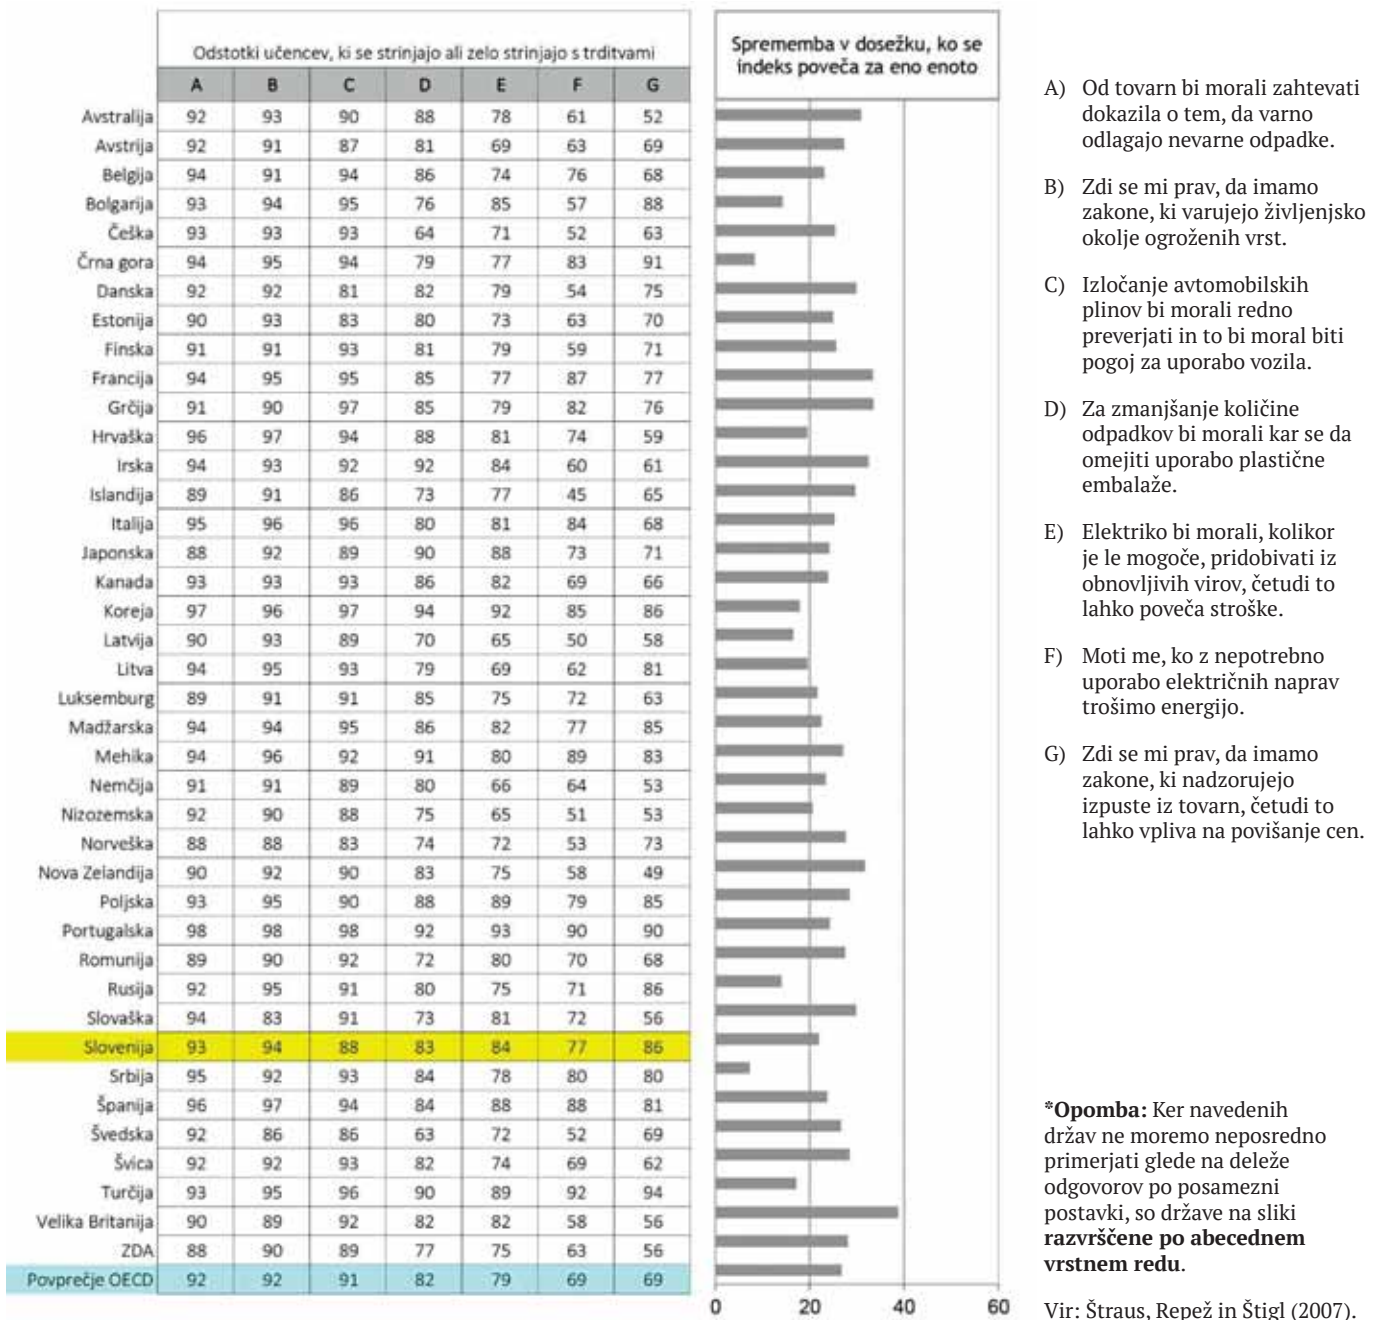 Odstotki učencev, ki se strinjajo ali zelo strinjajo s trditvami
A B C D E F G
Avstralija 92 93 90 88 78 61 52
Avstrija 92 91 87 81 69 63 69
Belgija 94 91 94 86 74 76 68
Bolgarija 93 94 95 76 85 57 88
Češka 93 93 93 64 71 52 63
Črna gora 94 95 94 79 77 83 91
Danska 92 92 81 82 79 54 75
Estonija 90 93 83 80 73 63 70
Finska 91 91 93 81 79 59 71
Francija 94 95 95 85 77 87 77
Grčija 91 90 97 85 79 82 76
Hrvaška 96 97 94 88 81 74 59
Irska 94 93 92 92 84 60 61
Islandija 89 91 86 73 77 45 65
Italija 95 96 96 80 81 84 68
Japonska 88 92 89 90 88 73 71
Kanada 93 93 93 86 82 69 66
Koreja 97 96 97 94 92 85 86
Latvija 90 93 89 70 65 50 58
Litva 94 95 93 79 69 62 81
Luksemburg 89 91 91 85 75 72 63
Madžarska 94 94 95 86 82 77 85
Mehika 94 96 92 91 80 89 83
Nemčija 91 91 89 80 66 64 53
Nizozemska 92 90 88 75 65 51 53
Norveška 88 88 83 74 72 53 73
Nova Zelandija 90 92 90 83 75 58 49
Poljska 93 95 90 88 89 79 85
Portugalska 98 98 98 92 93 90 90
Romunija 89 90 92 72 80 70 68
Rusija 92 95 91 80 75 71 86
Slovaška 94 83 91 73 81 72 56
Slovenija 93 94 88 83 84 77 86
Srbija 95 92 93 84 78 80 80
Španija 96 97 94 84 88 88 81
Švedska 92 86 86 63 72 52 69
Švica 92 92 93 82 74 69 62
Turčija 93 95 96 90 89 92 94
Velika Britanija 90 89 92 82 82 58 56
ZDA 88 90 89 77 75 63 56
Povprečje OECD 92 92 91 82 79 69 69
Sprememba v dosežku, ko se
indeks poveča za eno enoto
0 20 40 60
A) Od tovarn bi morali zahtevati
dokazila o tem, da varno
odlagajo nevarne odpadke.
B) Zdi se mi prav, da imamo
zakone, ki varujejo življenjsko
okolje ogroženih vrst.
C) Izločanje avtomobilskih
plinov bi morali redno
preverjati in to bi moral biti
pogoj za uporabo vozila.
D) Za zmanjšanje količine
odpadkov bi morali kar se da
omejiti uporabo plastične
embalaže.
E) Elektriko bi morali, kolikor
je le mogoče, pridobivati iz
obnovljivih virov, četudi to
lahko poveča stroške.
F) Moti me, ko z nepotrebno
uporabo električnih naprav
trošimo energijo.
G) Zdi se mi prav, da imamo
zakone, ki nadzorujejo
izpuste iz tovarn, četudi to
lahko vpliva na povišanje cen.
*Opomba: Ker navedenih
držav ne moremo neposredno
primerjati glede na deleže
odgovorov po posamezni
postavki, so države na sliki
razvrščene po abecednem
vrstnem redu.
Vir: Štraus, Repež in Štigl (2007).